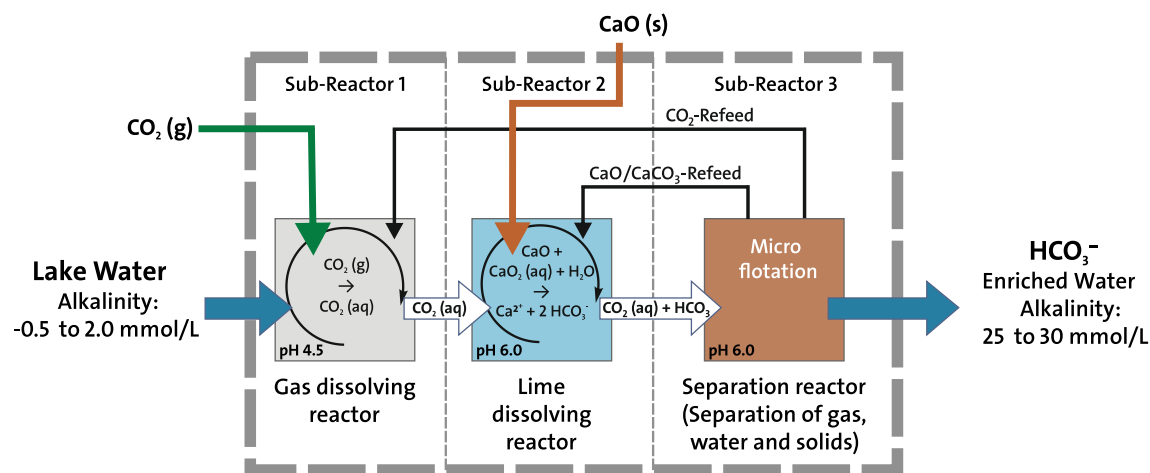 CaO (s)
Sub-Reactor 1
Sub-Reactor 2
Sub-Reactor 3
CO₂-Refeed
CO₂ (g)
CaO/CaCO₃-Refeed
Lake Water
Alkalinity:
-0.5 to 2.0 mmol/L
CO₂ (g)
→
CO₂ (aq)
pH 4.5
CO₂ (aq)
CaO +
CaO₂ (aq) + H₂O
→
Ca²⁺ + 2 HCO₃⁻
pH 6.0
CO₂ (aq) + HCO₃
Micro
flotation
pH 6.0
HCO₃⁻
Enriched Water
Alkalinity:
25 to 30 mmol/L
Gas dissolving
reactor
Lime
dissolving
reactor
Separation reactor
(Separation of gas,
water and solids)